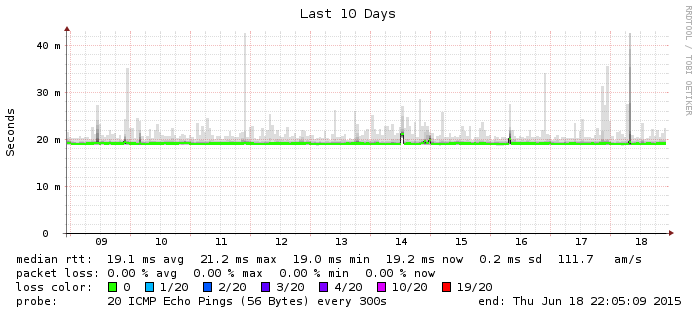 Last 10 Days
RRDTOOL / TOBI OETIKER
Seconds
40 m
30 m
20 m
10 m
0
09 10 11 12 13 14 15 16 17 18
median rtt: 19.1 ms avg 21.2 ms max 19.0 ms min 19.2 ms now 0.2 ms sd 111.7 am/s
packet loss: 0.00 % avg 0.00 % max 0.00 % min 0.00 % now
loss color: 0 1/20 2/20 3/20 4/20 10/20 19/20
probe: 20 ICMP Echo Pings (56 Bytes) every 300s end: Thu Jun 18 22:05:09 2015